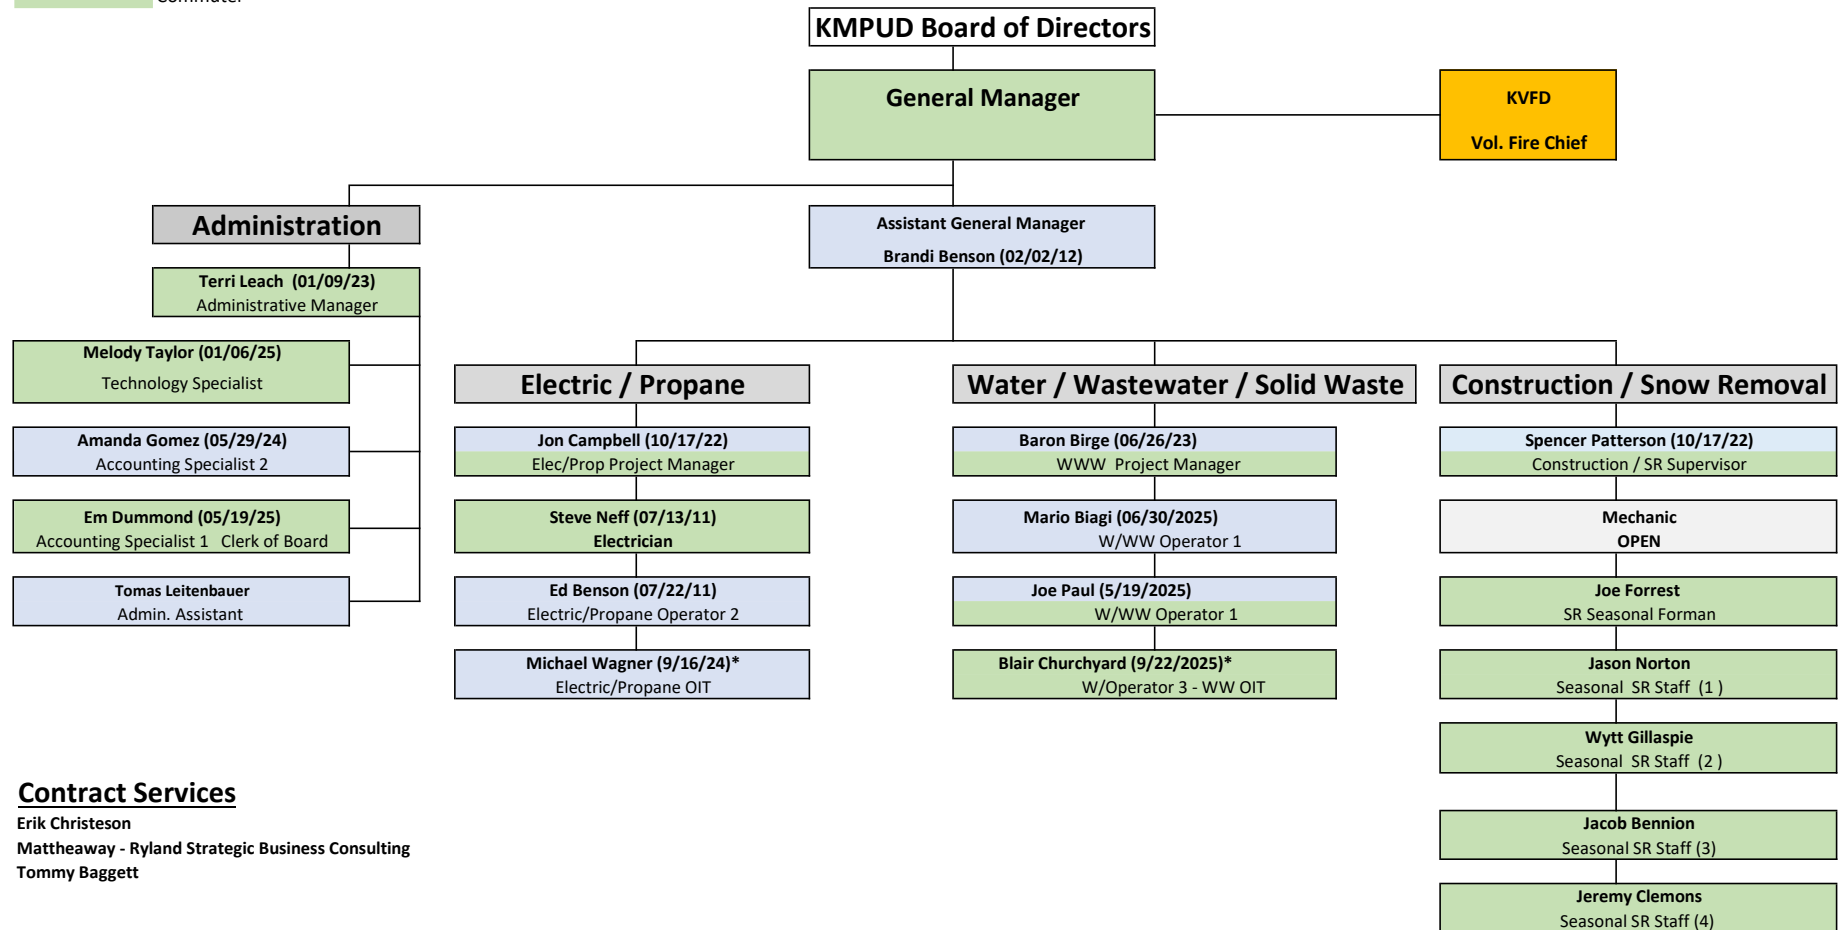 Commuter
KMPUD Board of Directors
General Manager
KVFD
Vol. Fire Chief
Administration
Assistant General Manager
Brandi Benson (02/02/12)
Terri Leach (01/09/23)
Administrative Manager
Melody Taylor (01/06/25)
Technology Specialist
Amanda Gomez (05/29/24)
Accounting Specialist 2
Em Dummond (05/19/25)
Accounting Specialist 1 Clerk of Board
Tomas Leitenbauer
Admin. Assistant
Electric / Propane
Jon Campbell (10/17/22)
Elec/Prop Project Manager
Steve Neff (07/13/11)
Electrician
Ed Benson (07/22/11)
Electric/Propane Operator 2
Michael Wagner (9/16/24)*
Electric/Propane OIT
Water / Wastewater / Solid Waste
Baron Birge (06/26/23)
WWW Project Manager
Mario Biagi (06/30/2025)
W/WW Operator 1
Joe Paul (5/19/2025)
W/WW Operator 1
Blair Churchyard (9/22/2025)*
W/Operator 3 - WW OIT
Construction / Snow Removal
Spencer Patterson (10/17/22)
Construction / SR Supervisor
Mechanic
OPEN
Joe Forrest
SR Seasonal Forman
Jason Norton
Seasonal SR Staff (1 )
Wytt Gillaspie
Seasonal SR Staff (2 )
Jacob Bennion
Seasonal SR Staff (3)
Jeremy Clemons
Seasonal SR Staff (4)
Contract Services
Erik Christeson
Mattheaway - Ryland Strategic Business Consulting
Tommy Baggett